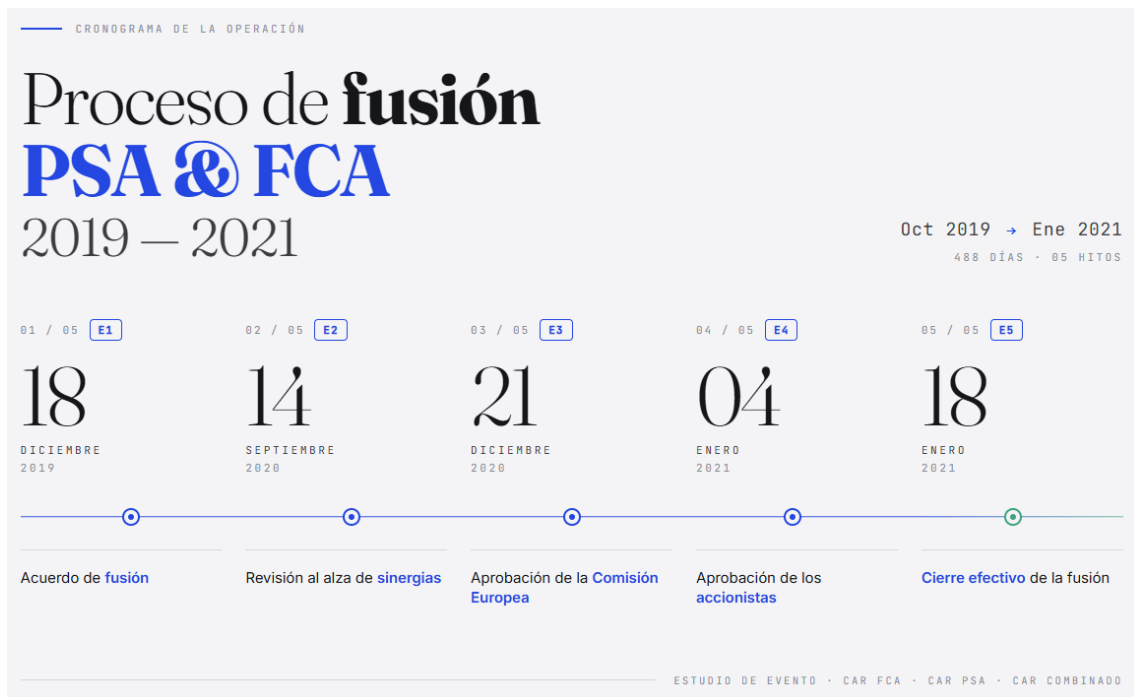 CRONOGRAMA DE LA OPERACIÓN
Proceso de fusión
PSA & FCA
2019 — 2021
Oct 2019 → Ene 2021
488 DÍAS · 05 HITOS
01 / 05 E1
18
DICIEMBRE
2019
Acuerdo de fusión
02 / 05 E2
14
SEPTIEMBRE
2020
Revisión al alza de sinergias
03 / 05 E3
21
DICIEMBRE
2020
Aprobación de la Comisión
Europea
04 / 05 E4
04
ENERO
2021
Aprobación de los
accionistas
05 / 05 E5
18
ENERO
2021
Cierre efectivo de la fusión
ESTUDIO DE EVENTO · CAR FCA · CAR PSA · CAR COMBINADO